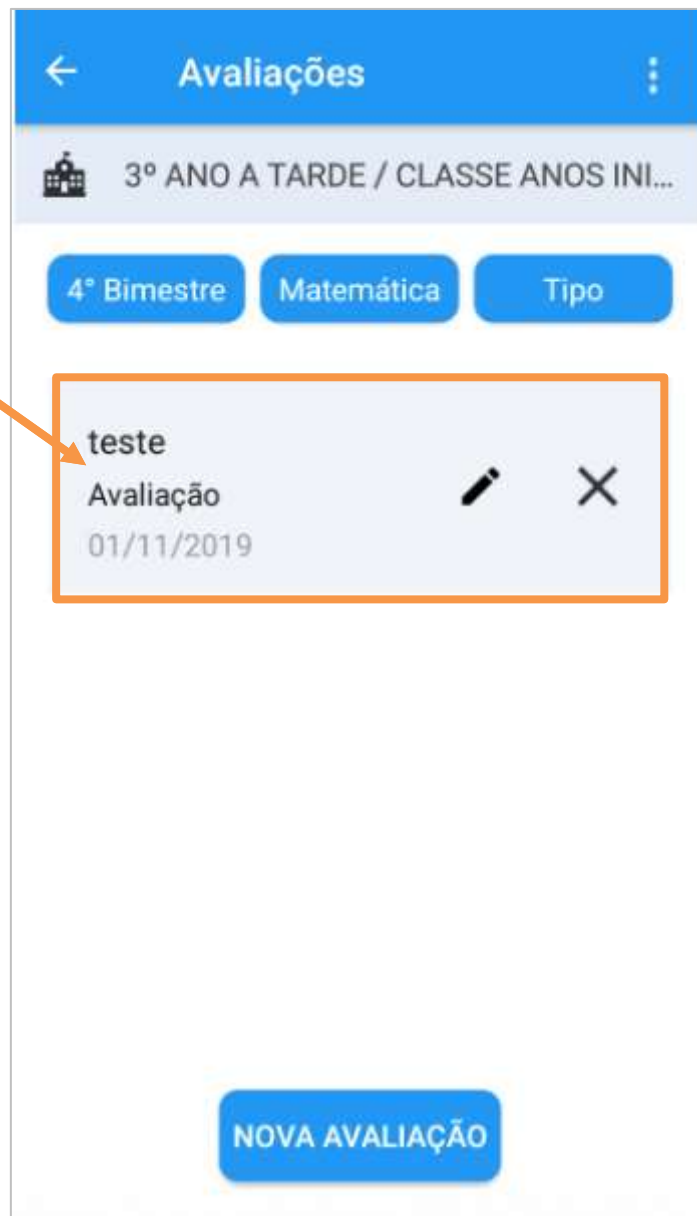 Avaliações
3º ANO A TARDE / CLASSE ANOS INI...
4° Bimestre Matemática Tipo
teste
Avaliação
01/11/2019
NOVA AVALIAÇÃO